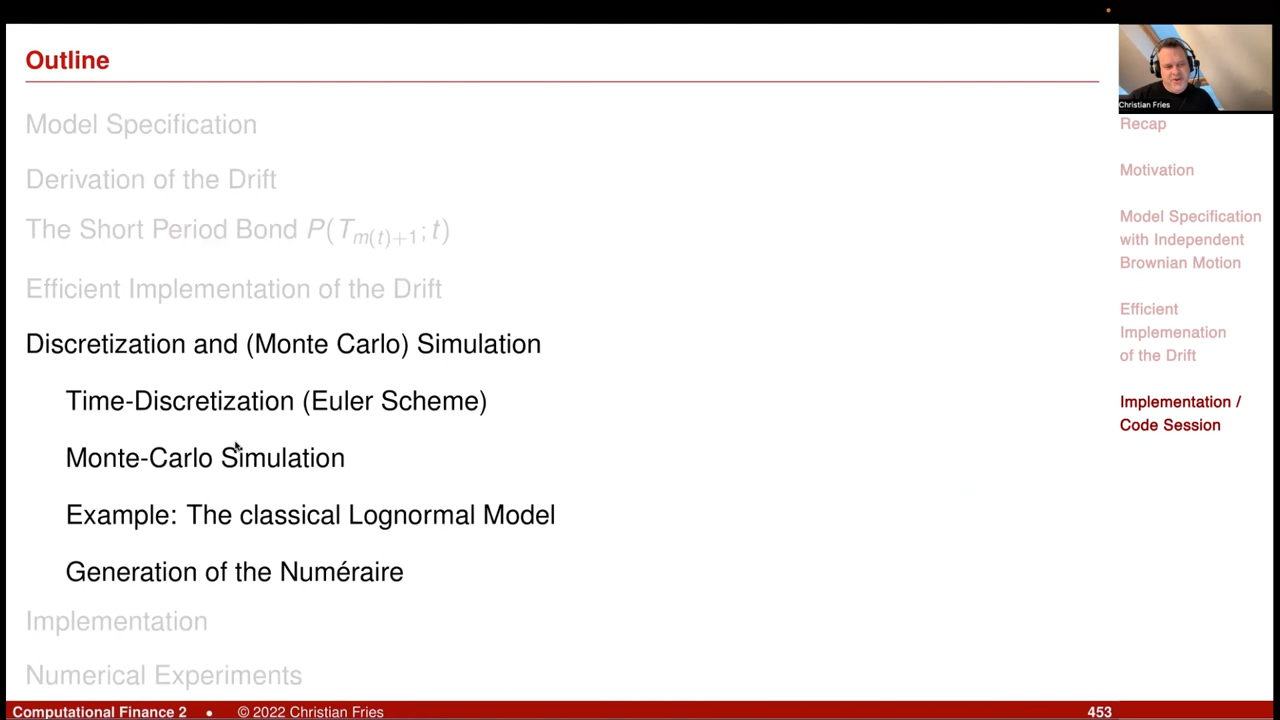 Outline
Model Specification
Derivation of the Drift
The Short Period Bond P(T_{m(t)+1}; t)
Efficient Implementation of the Drift
Discretization and (Monte Carlo) Simulation
Time-Discretization (Euler Scheme)
Monte-Carlo Simulation
Example: The classical Lognormal Model
Generation of the Numéraire
Implementation
Numerical Experiments
Christian Fries
Recap
Motivation
Model Specification
with Independent
Brownian Motion
Efficient
Implemenation
of the Drift
Implementation /
Code Session
Computational Finance 2 • © 2022 Christian Fries 453